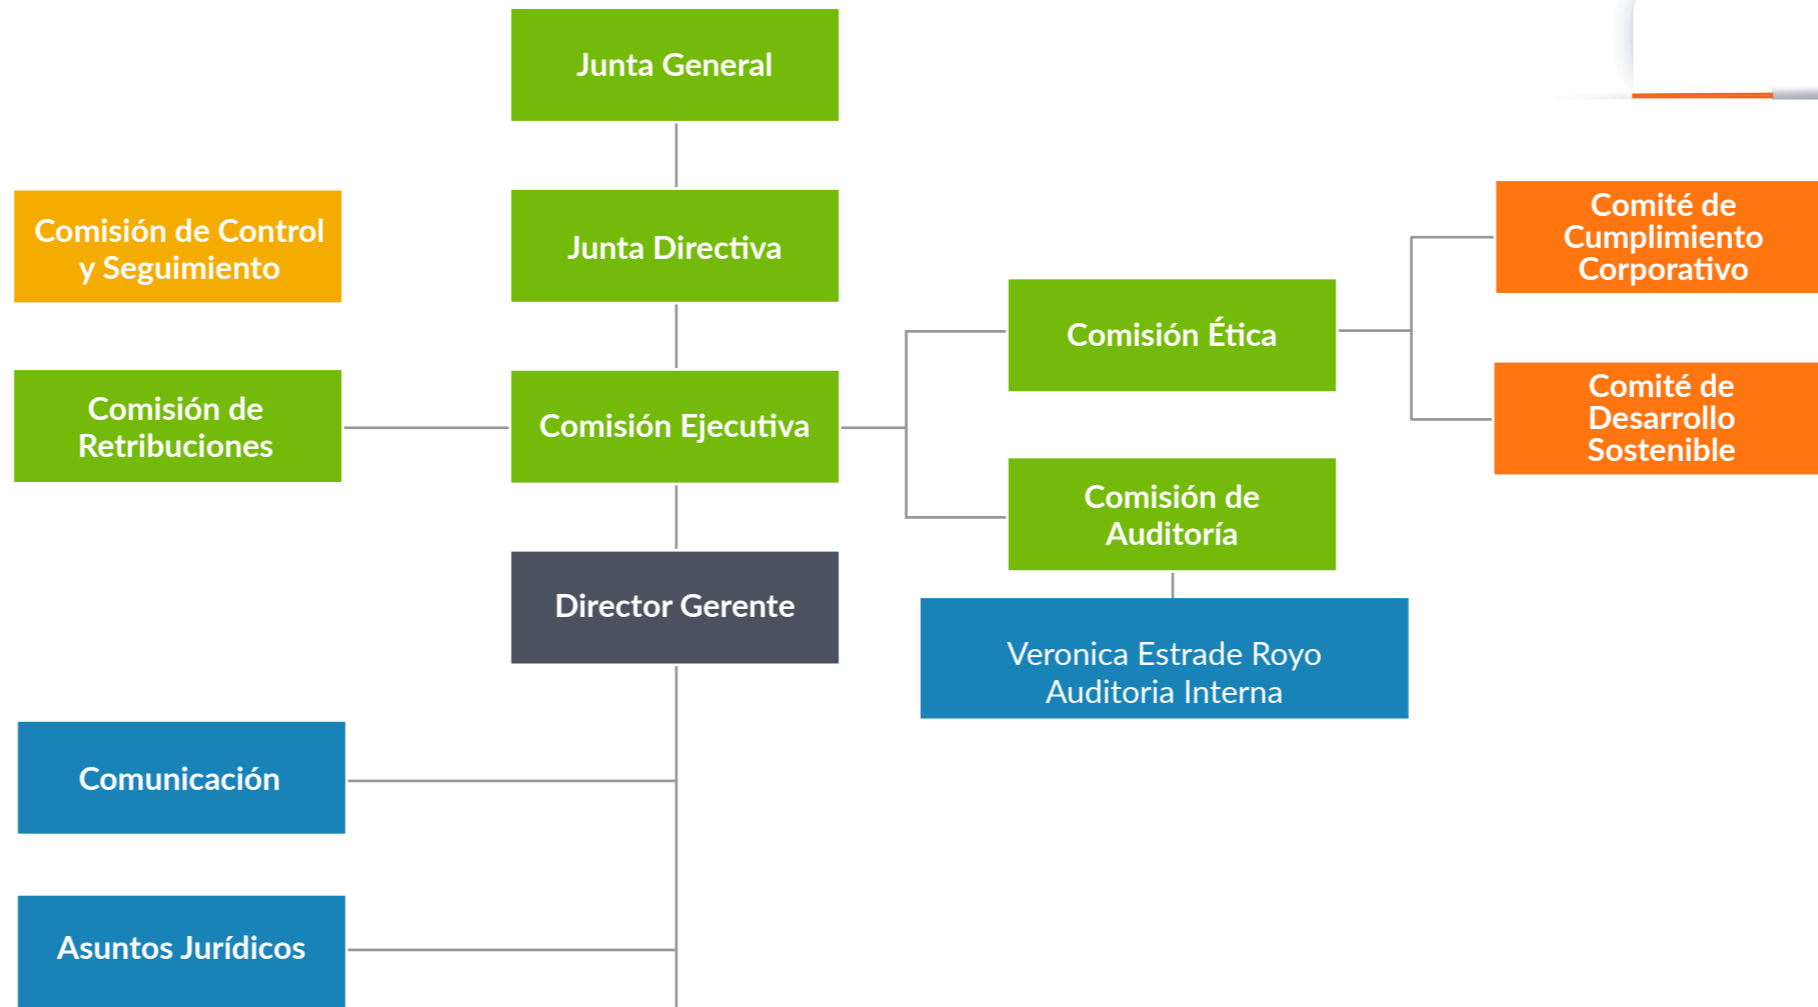 Junta General
Comisión de Control
y Seguimiento
Junta Directiva
Comité de
Cumplimiento
Corporativo
Comisión Ética
Comisión de
Retribuciones
Comisión Ejecutiva
Comité de
Desarrollo
Sostenible
Comisión de
Auditoría
Director Gerente
Veronica Estrade Royo
Auditoria Interna
Comunicación
Asuntos Jurídicos